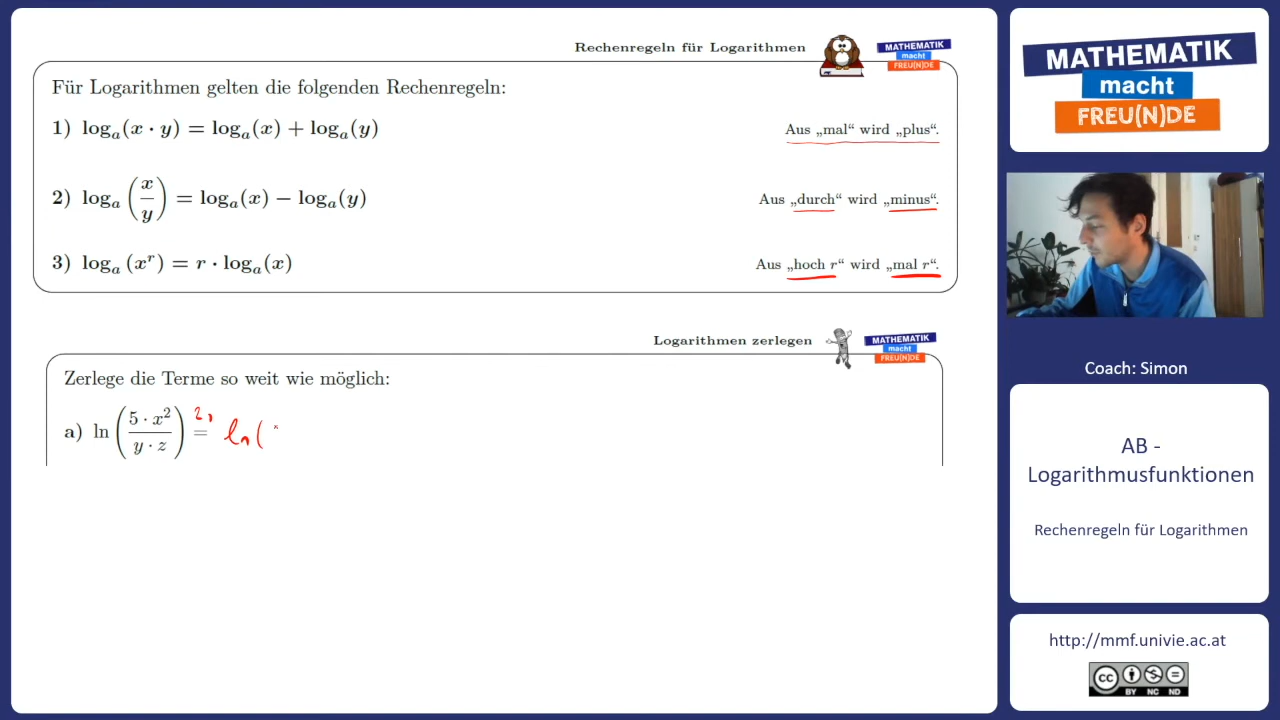 Rechenregeln für Logarithmen
MATHEMATIK
macht
FREU(N)DE
Für Logarithmen gelten die folgenden Rechenregeln:
1) logₐ(x · y) = logₐ(x) + logₐ(y)
Aus „mal“ wird „plus“.
2) logₐ(x/y) = logₐ(x) − logₐ(y)
Aus „durch“ wird „minus“.
3) logₐ(xʳ) = r · logₐ(x)
Aus „hoch r“ wird „mal r“.
Logarithmen zerlegen
MATHEMATIK
macht
FREU(N)DE
Zerlege die Terme so weit wie möglich:
a) ln((5 · x²)/(y · z)) = 2) ln(
MATHEMATIK
macht
FREU(N)DE
Coach: Simon
AB -
Logarithmusfunktionen
Rechenregeln für Logarithmen
http://mmf.univie.ac.at
cc
BY NC ND